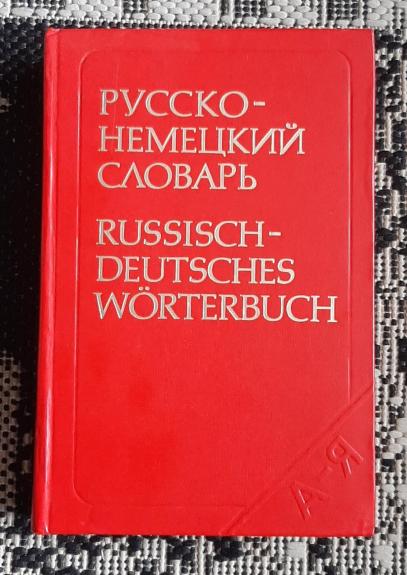 РУССКО-
НЕМЕЦКИЙ
СЛОВАРЬ
RUSSISCH-
DEUTSCHES
WÖRTERBUCH
А-Я